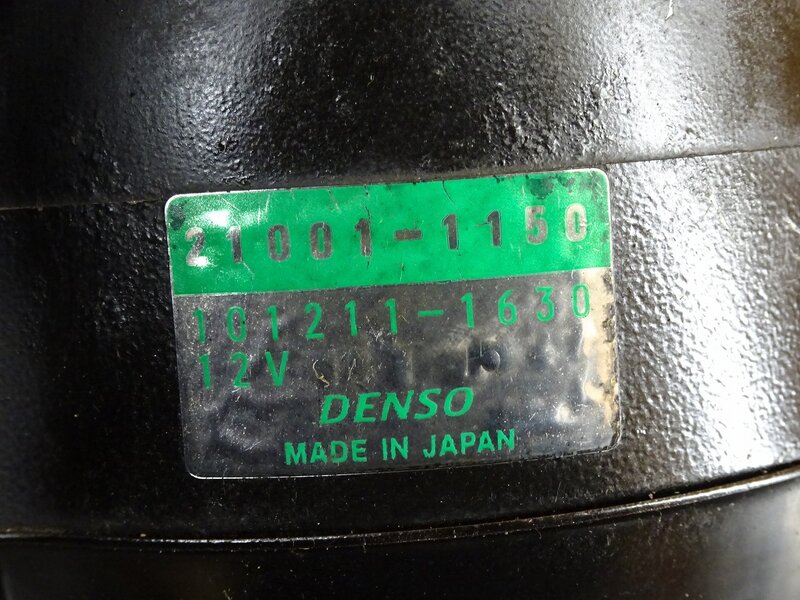 21001-1150
101211-1630
12V
DENSO
MADE IN JAPAN